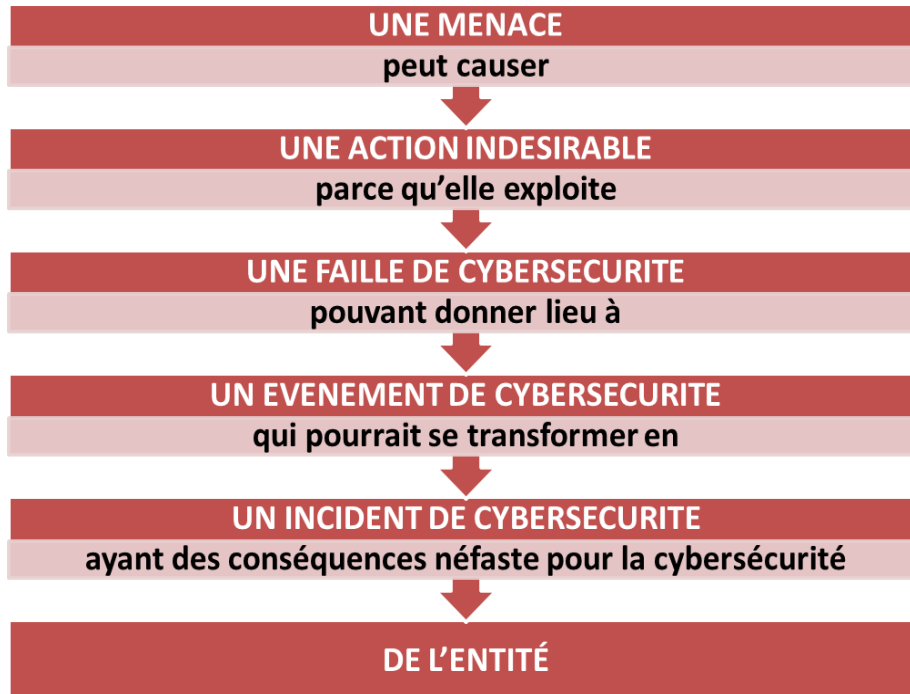 UNE MENACE
peut causer
UNE ACTION INDESIRABLE
parce qu’elle exploite
UNE FAILLE DE CYBERSECURITE
pouvant donner lieu à
UN EVENEMENT DE CYBERSECURITE
qui pourrait se transformer en
UN INCIDENT DE CYBERSECURITE
ayant des conséquences néfaste pour la cybersécurité
DE L’ENTITÉ